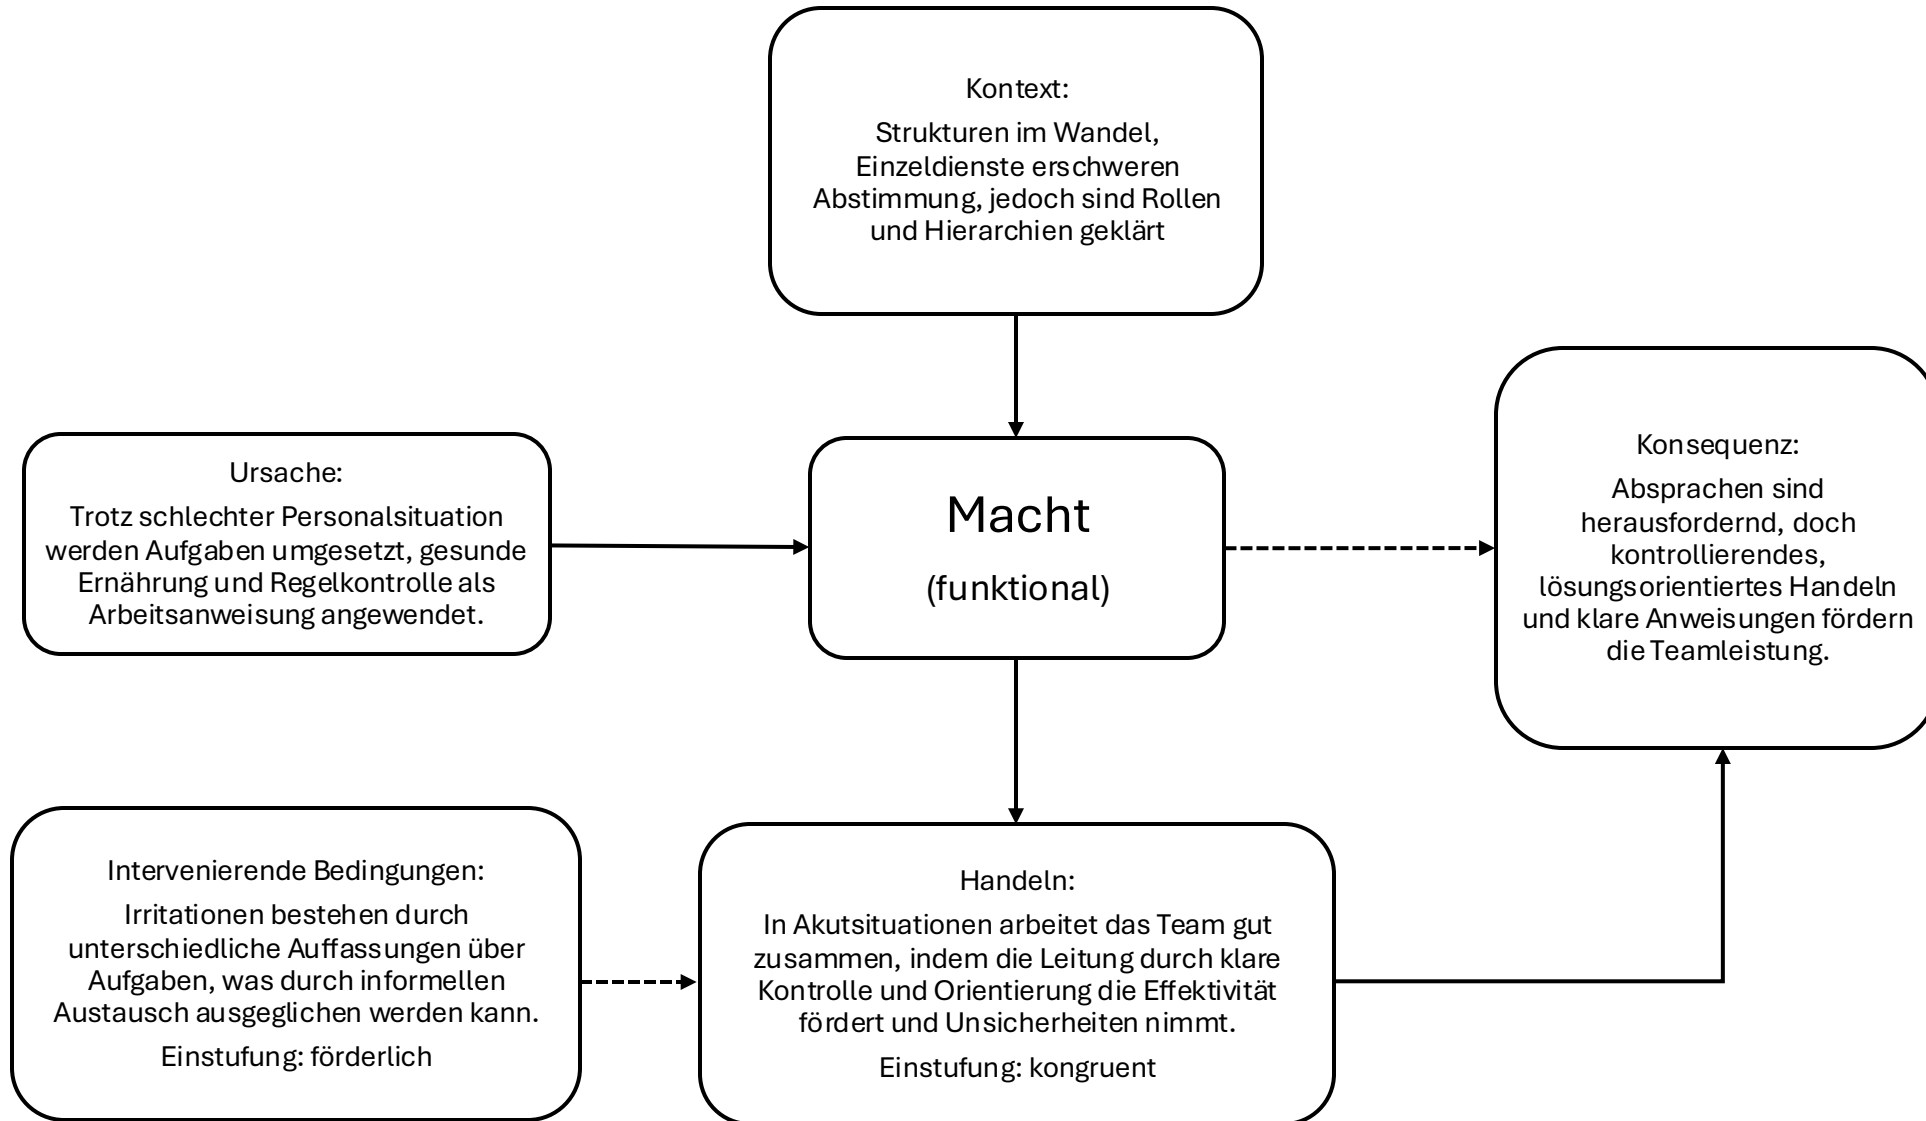 Kontext:
Strukturen im Wandel,
Einzeldienste erschweren
Abstimmung, jedoch sind Rollen
und Hierarchien geklärt
Ursache:
Trotz schlechter Personalsituation
werden Aufgaben umgesetzt, gesunde
Ernährung und Regelkontrolle als
Arbeitsanweisung angewendet.
Macht
(funktional)
Konsequenz:
Absprachen sind
herausfordernd, doch
kontrollierendes,
lösungsorientiertes Handeln
und klare Anweisungen fördern
die Teamleistung.
Intervenierende Bedingungen:
Irritationen bestehen durch
unterschiedliche Auffassungen über
Aufgaben, was durch informellen
Austausch ausgeglichen werden kann.
Einstufung: förderlich
Handeln:
In Akutsituationen arbeitet das Team gut
zusammen, indem die Leitung durch klare
Kontrolle und Orientierung die Effektivität
fördert und Unsicherheiten nimmt.
Einstufung: kongruent